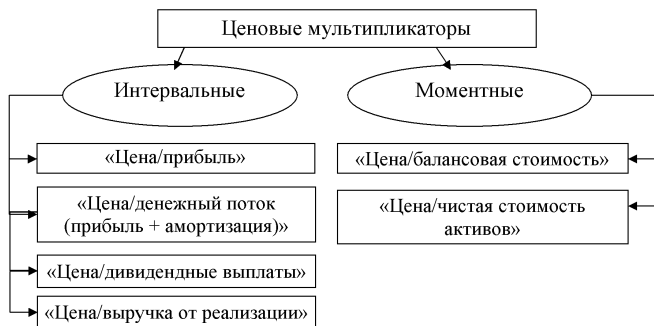 Ценовые мультипликаторы
Интервальные
Моментные
«Цена/прибыль»
«Цена/денежный поток
(прибыль + амортизация)»
«Цена/дивидендные выплаты»
«Цена/выручка от реализации»
«Цена/балансовая стоимость»
«Цена/чистая стоимость
активов»